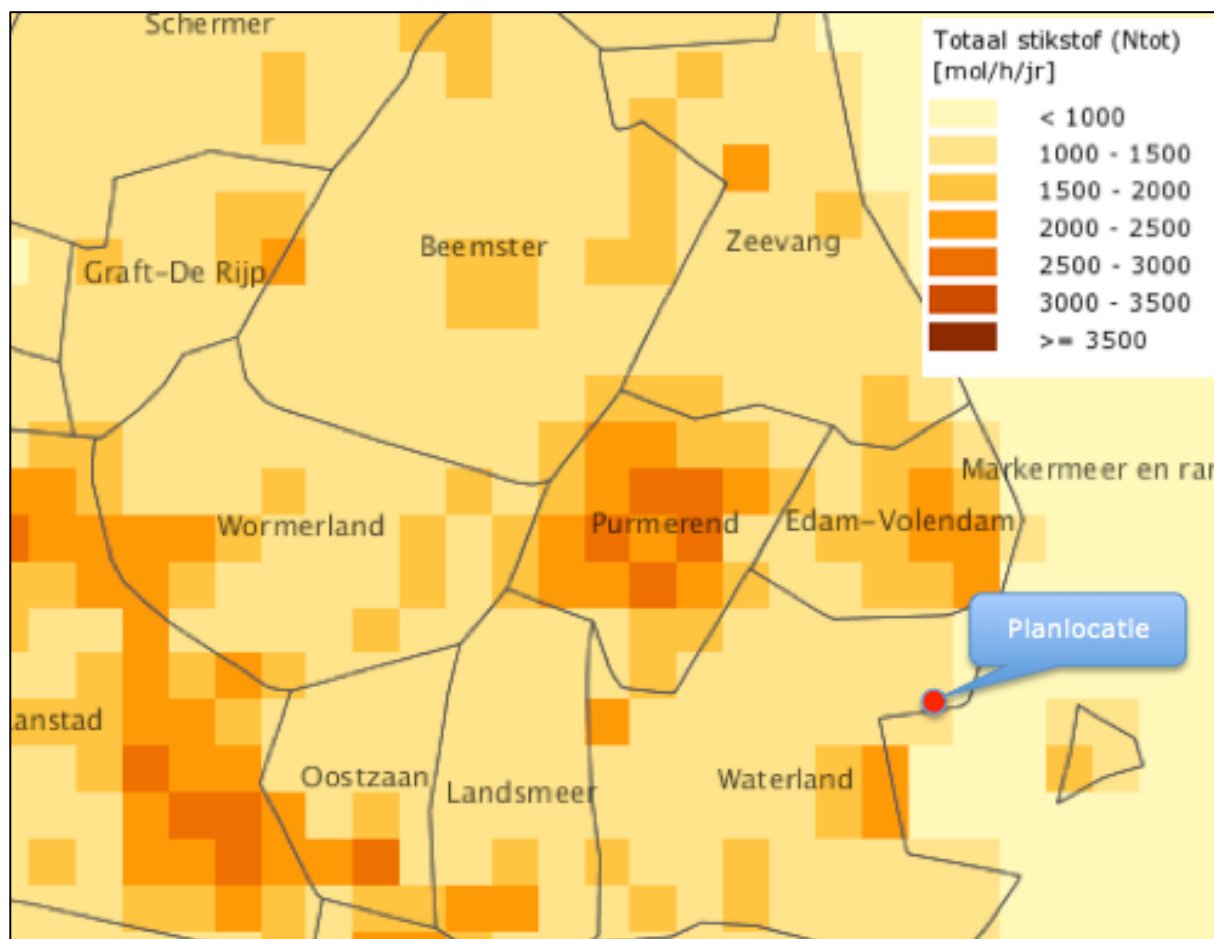 Schermer
Totaal stikstof (Ntot)
[mol/h/jr]
< 1000
1000 - 1500
1500 - 2000
2000 - 2500
2500 - 3000
3000 - 3500
>= 3500
Beemster
Zeevang
Graft-De Rijp
Markermeer en ran
Wormerland
Purmerend
Edam-Volendam
Planlocatie
anstad
Oostzaan
Landsmeer
Waterland